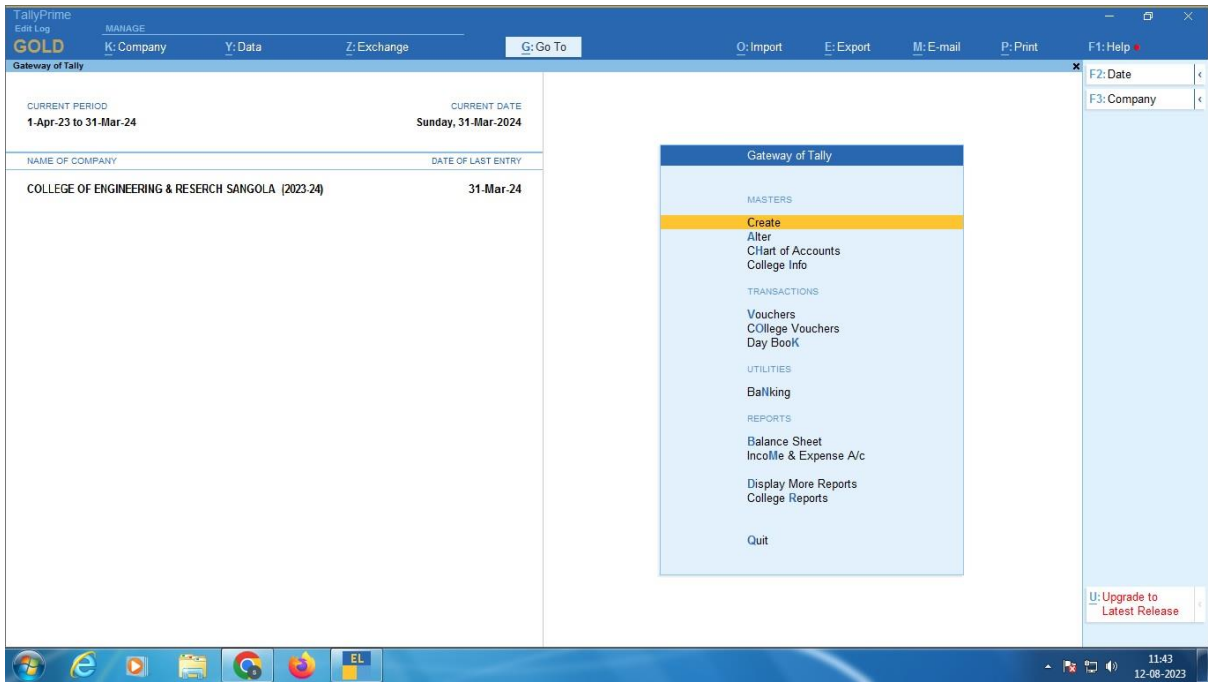 TallyPrime
Edit Log MANAGE
GOLD K: Company Y: Data Z: Exchange G: Go To O: Import E: Export M: E-mail P: Print F1: Help
Gateway of Tally
F2: Date
F3: Company
CURRENT PERIOD CURRENT DATE
1-Apr-23 to 31-Mar-24 Sunday, 31-Mar-2024
NAME OF COMPANY DATE OF LAST ENTRY
COLLEGE OF ENGINEERING & RESERCH SANGOLA (2023-24) 31-Mar-24
Gateway of Tally
MASTERS
Create
Alter
CHart of Accounts
College Info
TRANSACTIONS
Vouchers
COllege Vouchers
Day BooK
UTILITIES
BaNking
REPORTS
Balance Sheet
IncoMe & Expense A/c
Display More Reports
College Reports
Quit
U: Upgrade to
Latest Release
EL
11:43
12-08-2023